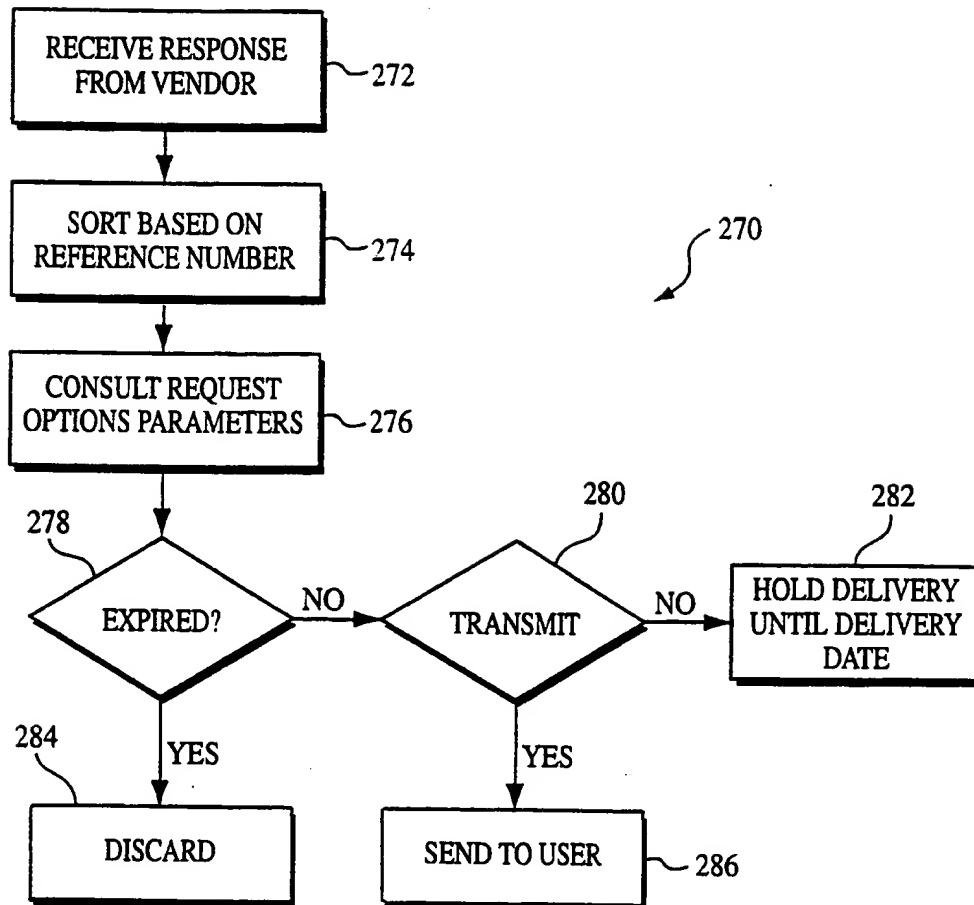 RECEIVE RESPONSE
FROM VENDOR
272
SORT BASED ON
REFERENCE NUMBER
274
270
CONSULT REQUEST
OPTIONS PARAMETERS
276
278
280
282
EXPIRED?
NO
TRANSMIT
NO
HOLD DELIVERY
UNTIL DELIVERY
DATE
284
YES
YES
DISCARD
SEND TO USER
286